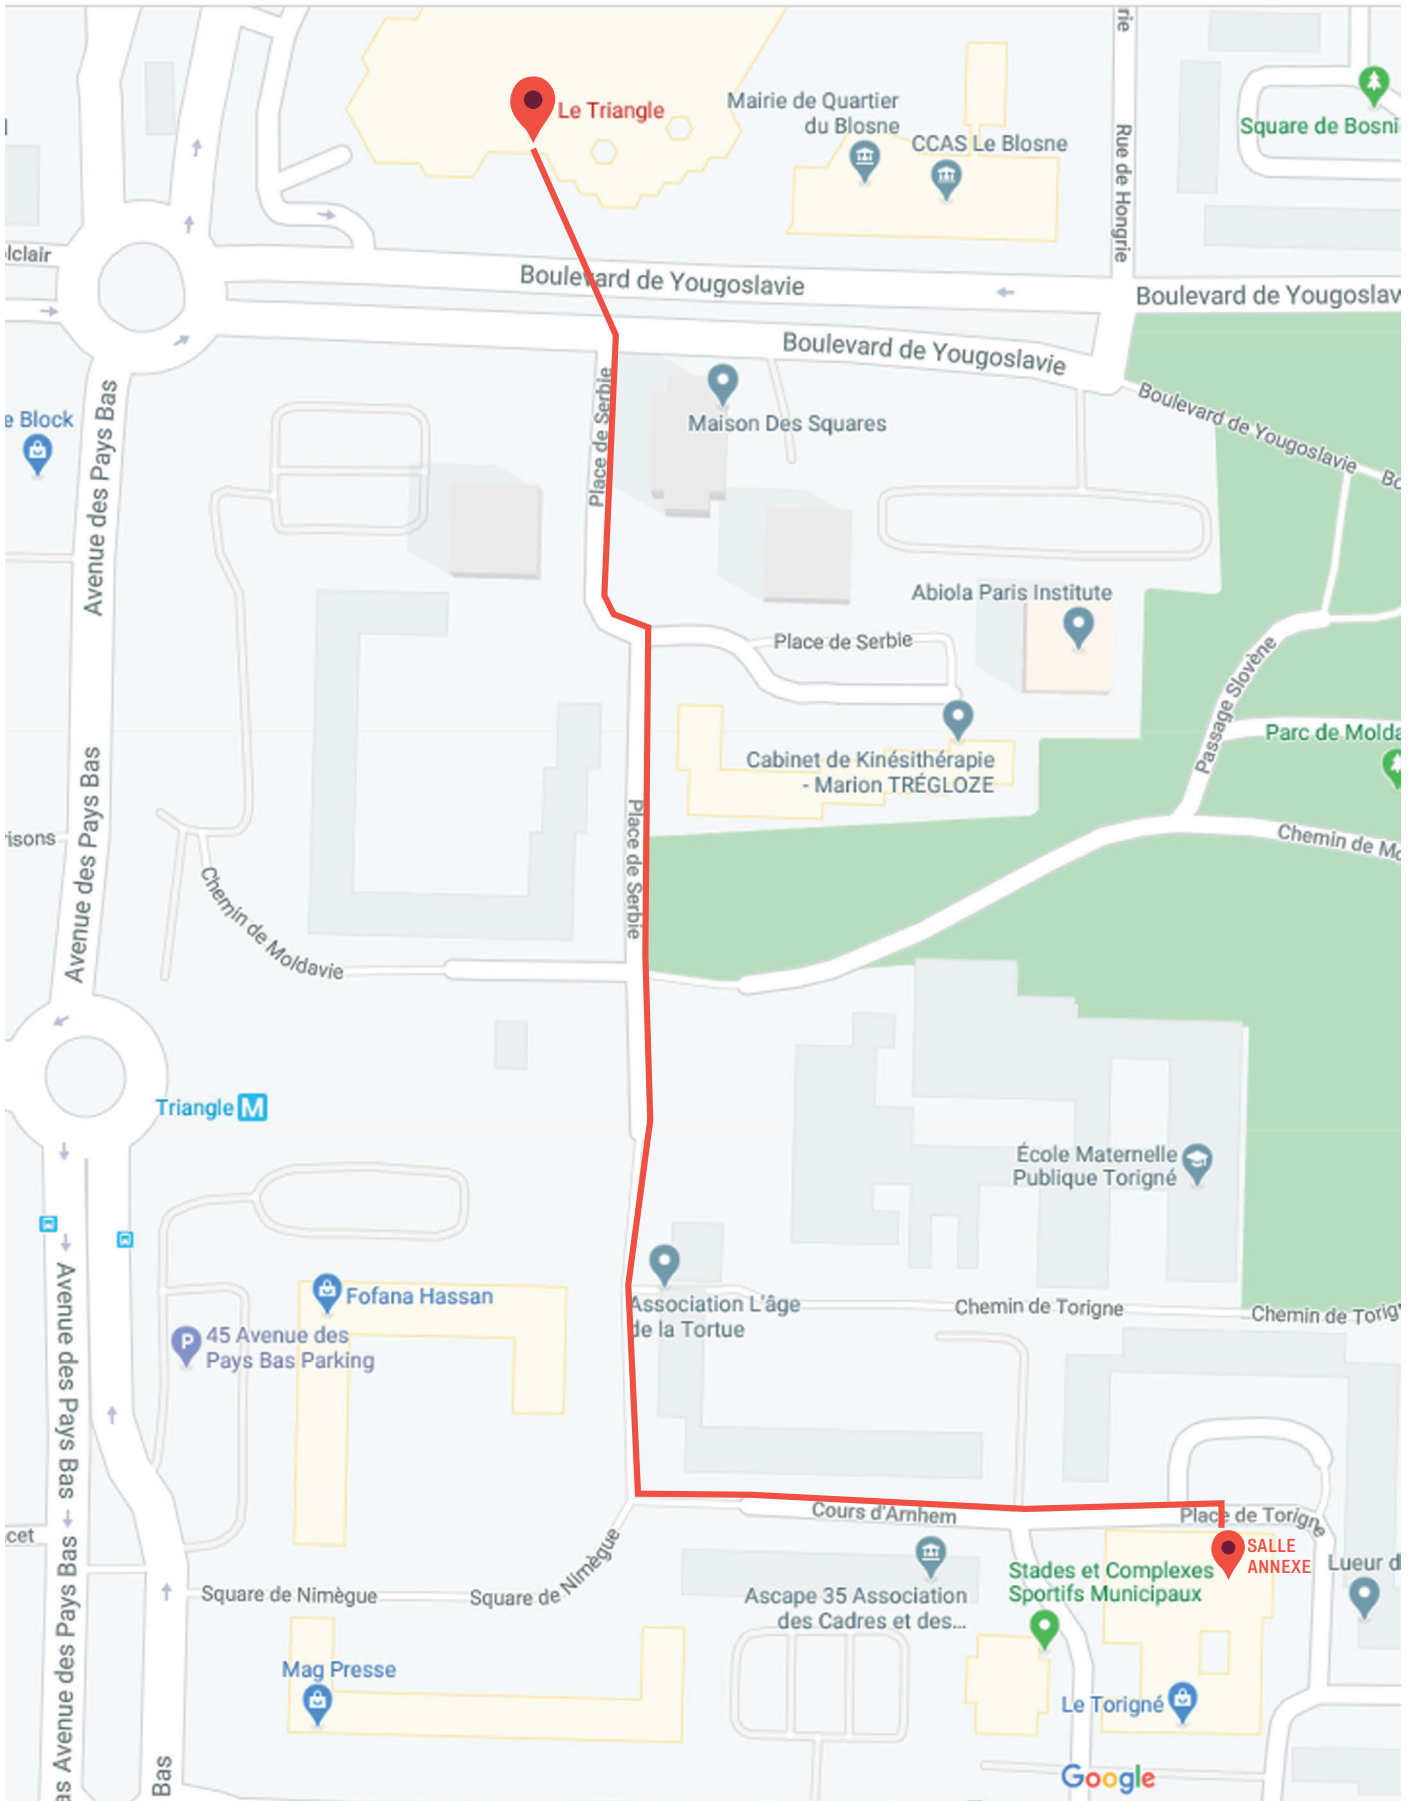 rie
Le Triangle
Mairie de Quartier
du Blosne
CCAS Le Blosne
Rue de Hongrie
Square de Bosni
lclair
Boulevard de Yougoslavie
Boulevard de Yougoslav
Boulevard de Yougoslavie
Boulevard de Yougoslavie
Bo
e Block
Avenue des Pays Bas
Place de Serbie
Maison Des Squares
Abiola Paris Institute
Place de Serbie
Passage Slovène
Parc de Molda
Cabinet de Kinésithérapie
- Marion TRÉGLOZE
Avenue des Pays Bas
isons
Place de Serbie
Chemin de Mo
Chemin de Moldavie
Triangle M
École Maternelle
Publique Torigné
Fofana Hassan
Association L'âge
de la Tortue
Chemin de Torigne
Chemin de Torig
P
45 Avenue des
Pays Bas Parking
Avenue des Pays Bas
Cours d'Arnhem
Place de Torigne
cet
SALLE
ANNEXE
Lueur d
Stades et Complexes
Sportifs Municipaux
Square de Nimègue
Square de Nimègue
Ascape 35 Association
des Cadres et des...
Avenue des Pays Bas
Mag Presse
Le Torigné
as
Bas
Google